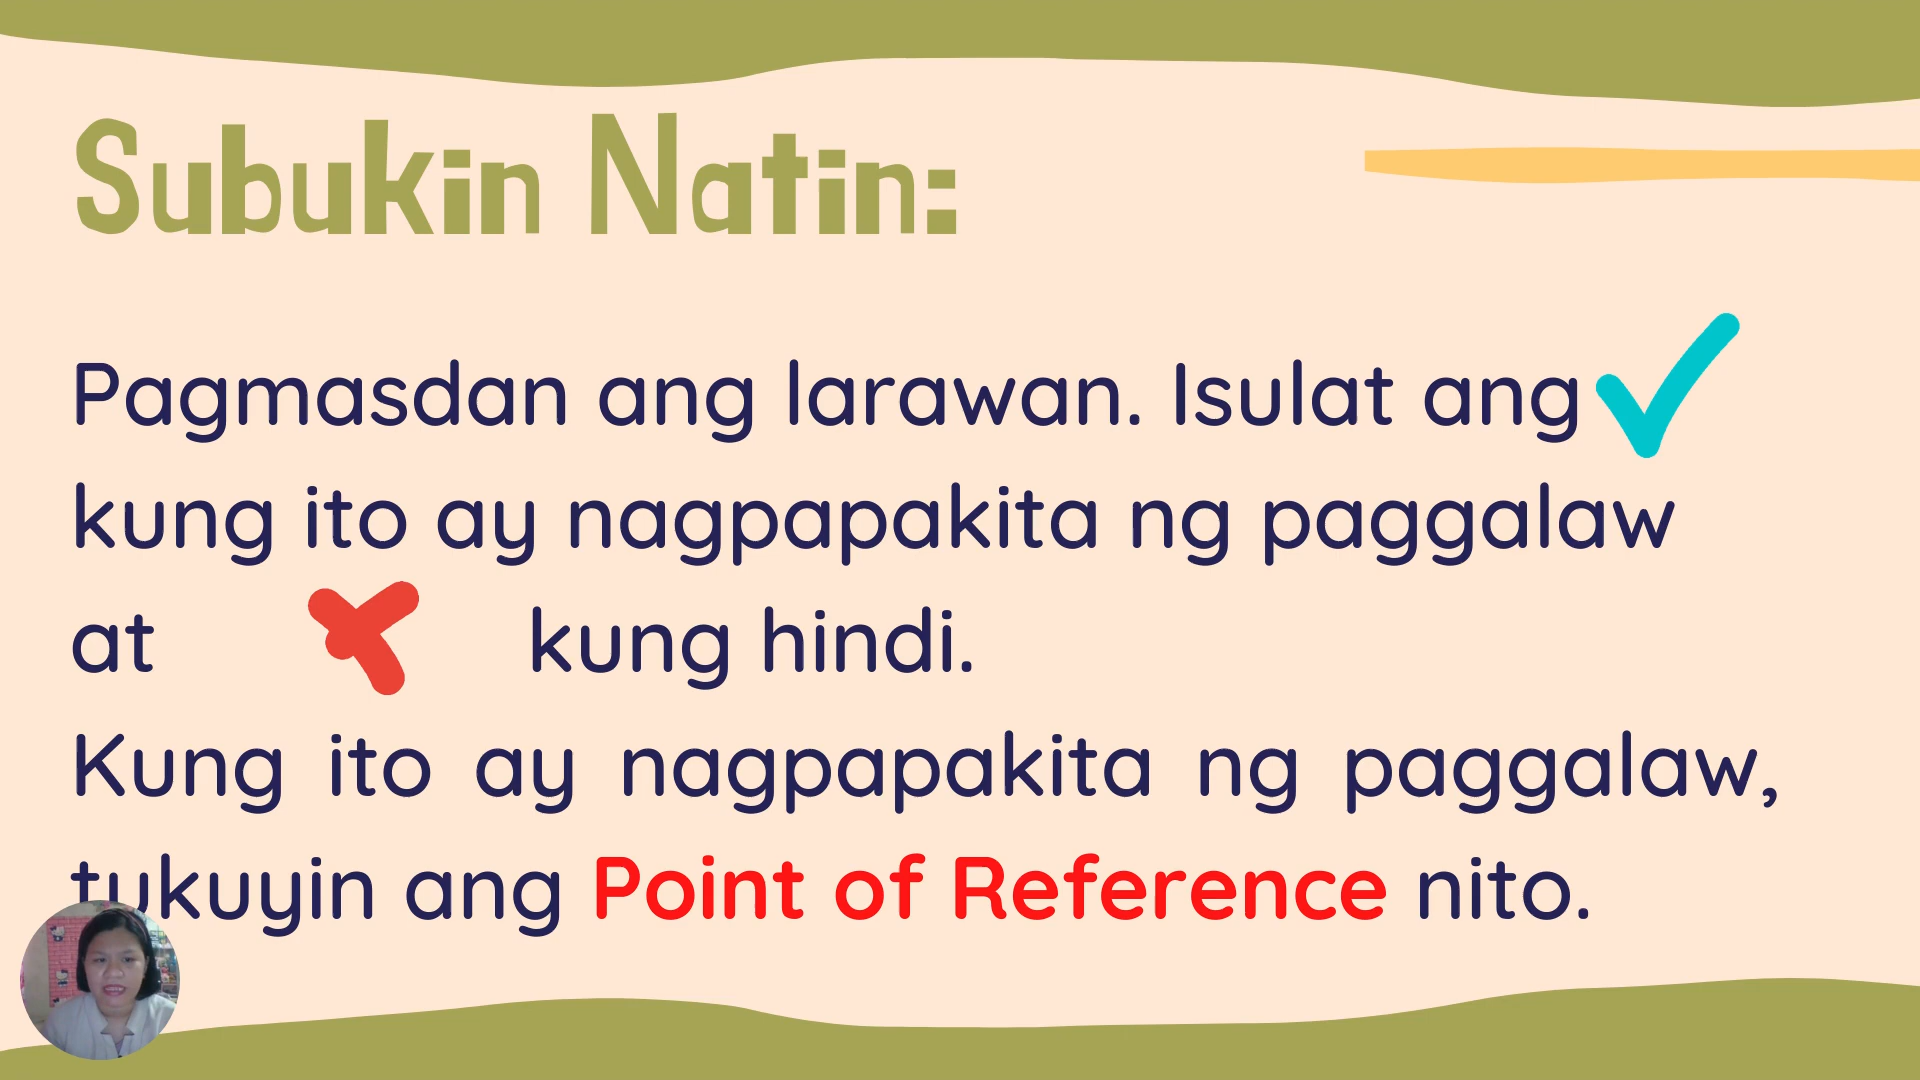 Subukin Natin:
Pagmasdan ang larawan. Isulat ang
kung ito ay nagpapakita ng paggalaw
at kung hindi.
Kung ito ay nagpapakita ng paggalaw,
tukuyin ang Point of Reference nito.